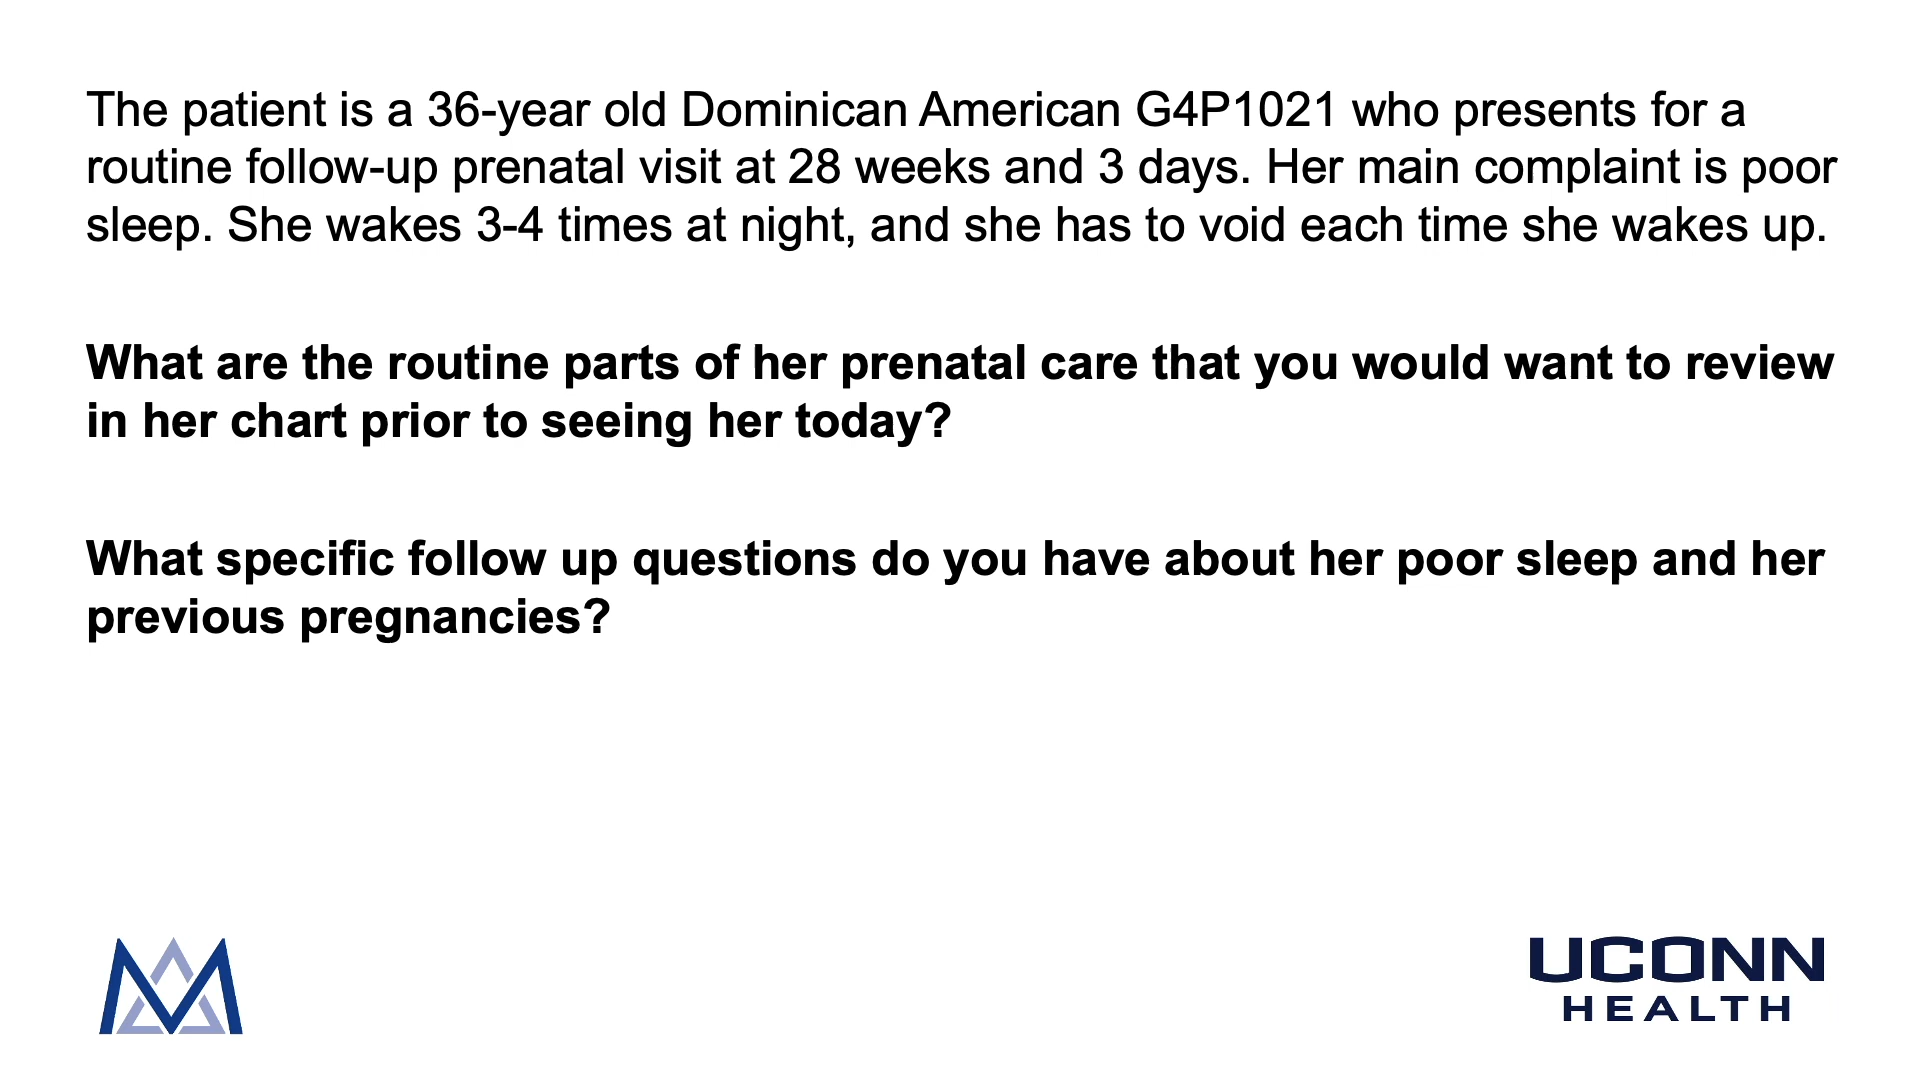 The patient is a 36-year old Dominican American G4P1021 who presents for a
routine follow-up prenatal visit at 28 weeks and 3 days. Her main complaint is poor
sleep. She wakes 3-4 times at night, and she has to void each time she wakes up.
What are the routine parts of her prenatal care that you would want to review
in her chart prior to seeing her today?
What specific follow up questions do you have about her poor sleep and her
previous pregnancies?
UCONN
HEALTH